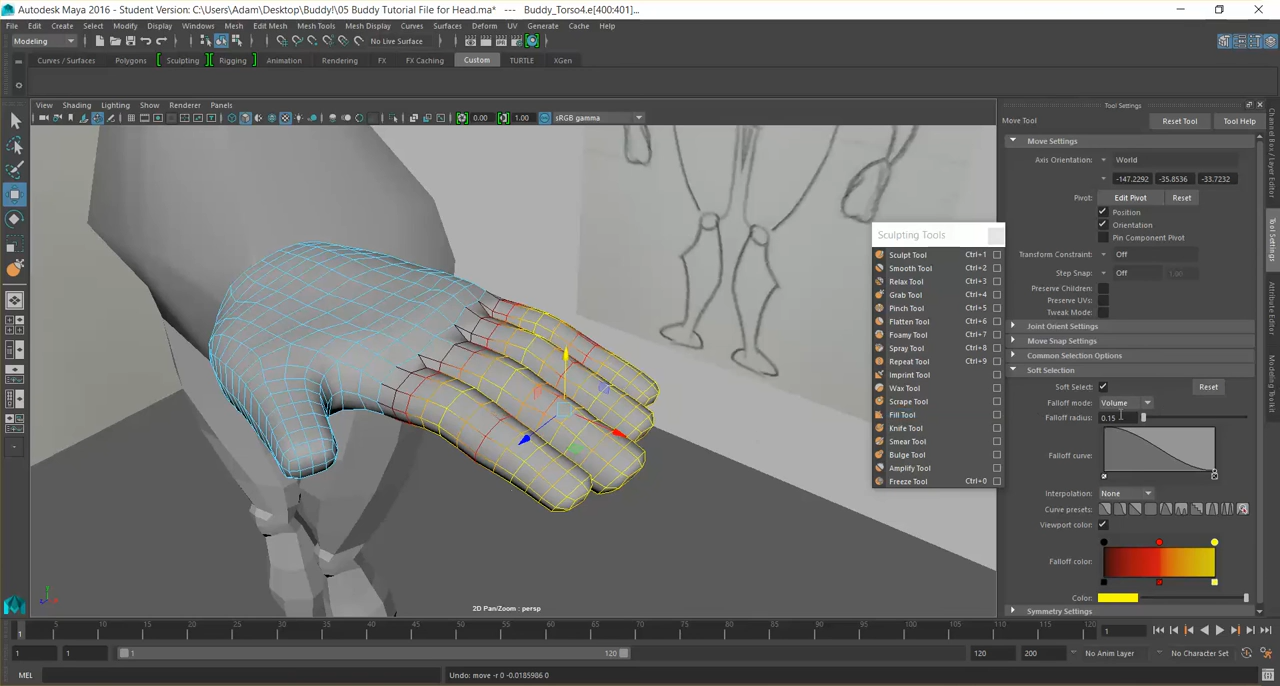 Autodesk Maya 2016 - Student Version: C:\Users\Adam\Desktop\Buddy!\05 Buddy Tutorial File for Head.ma* --- Buddy_Torso4.e[400:401]...
File Edit Create Select Modify Display Windows Mesh Edit Mesh Mesh Tools Mesh Display Curves Surfaces Deform UV Generate Cache Help
Modeling No Live Surface
Curves / Surfaces Polygons Sculpting Rigging Animation Rendering FX FX Caching Custom TURTLE XGen
View Shading Lighting Show Renderer Panels
0.00 1.00 sRGB gamma
Sculpting Tools
Sculpt Tool Ctrl+1
Smooth Tool Ctrl+2
Relax Tool Ctrl+3
Grab Tool Ctrl+4
Pinch Tool Ctrl+5
Flatten Tool Ctrl+6
Foamy Tool Ctrl+7
Spray Tool Ctrl+8
Repeat Tool Ctrl+9
Imprint Tool
Wax Tool
Scrape Tool
Fill Tool
Knife Tool
Smear Tool
Bulge Tool
Amplify Tool
Freeze Tool Ctrl+0
Tool Settings
Move Tool Reset Tool Tool Help
Move Settings
Axis Orientation: World
-147.2292 -35.8536 -33.7232
Pivot: Edit Pivot Reset
Position
Orientation
Pin Component Pivot
Transform Constraint: Off
Step Snap: Off 1.00
Preserve Children:
Preserve UVs:
Tweak Mode:
Joint Orient Settings
Move Snap Settings
Common Selection Options
Soft Selection
Soft Select: Reset
Falloff mode: Volume
Falloff radius: 0.15
Falloff curve:
Interpolation: None
Curve presets:
Viewport color:
Falloff color:
Color:
Symmetry Settings
Channel Box / Layer Editor
Tool Settings
Attribute Editor
Modeling Toolkit
2D Pan/Zoom : persp
1 5 10 15 20 25 30 35 40 45 50 55 60 65 70 75 80 85 90 95 100 105 110 115 120 1
1 1 1 120 120 200 No Anim Layer No Character Set
MEL Undo: move -r 0 -0.0185986 0